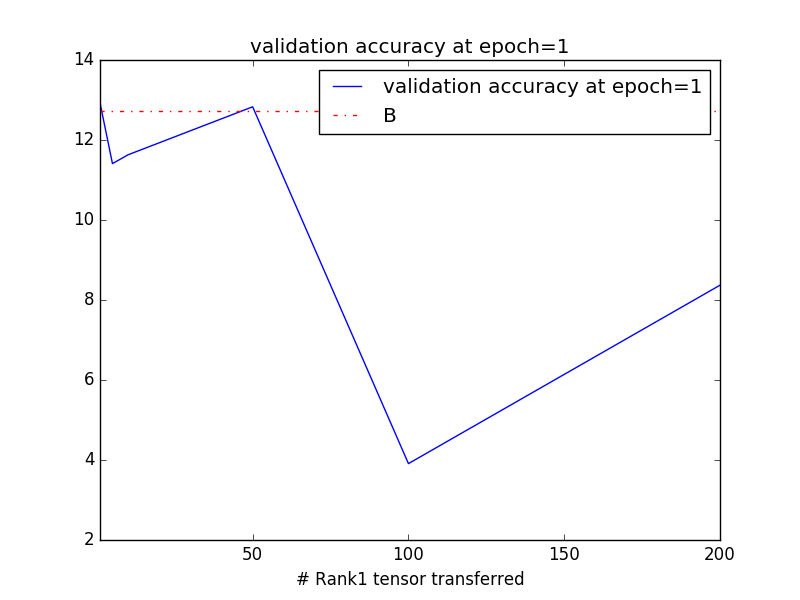 validation accuracy at epoch=1
14
12
10
8
6
4
2
validation accuracy at epoch=1
B
50 100 150 200
# Rank1 tensor transferred